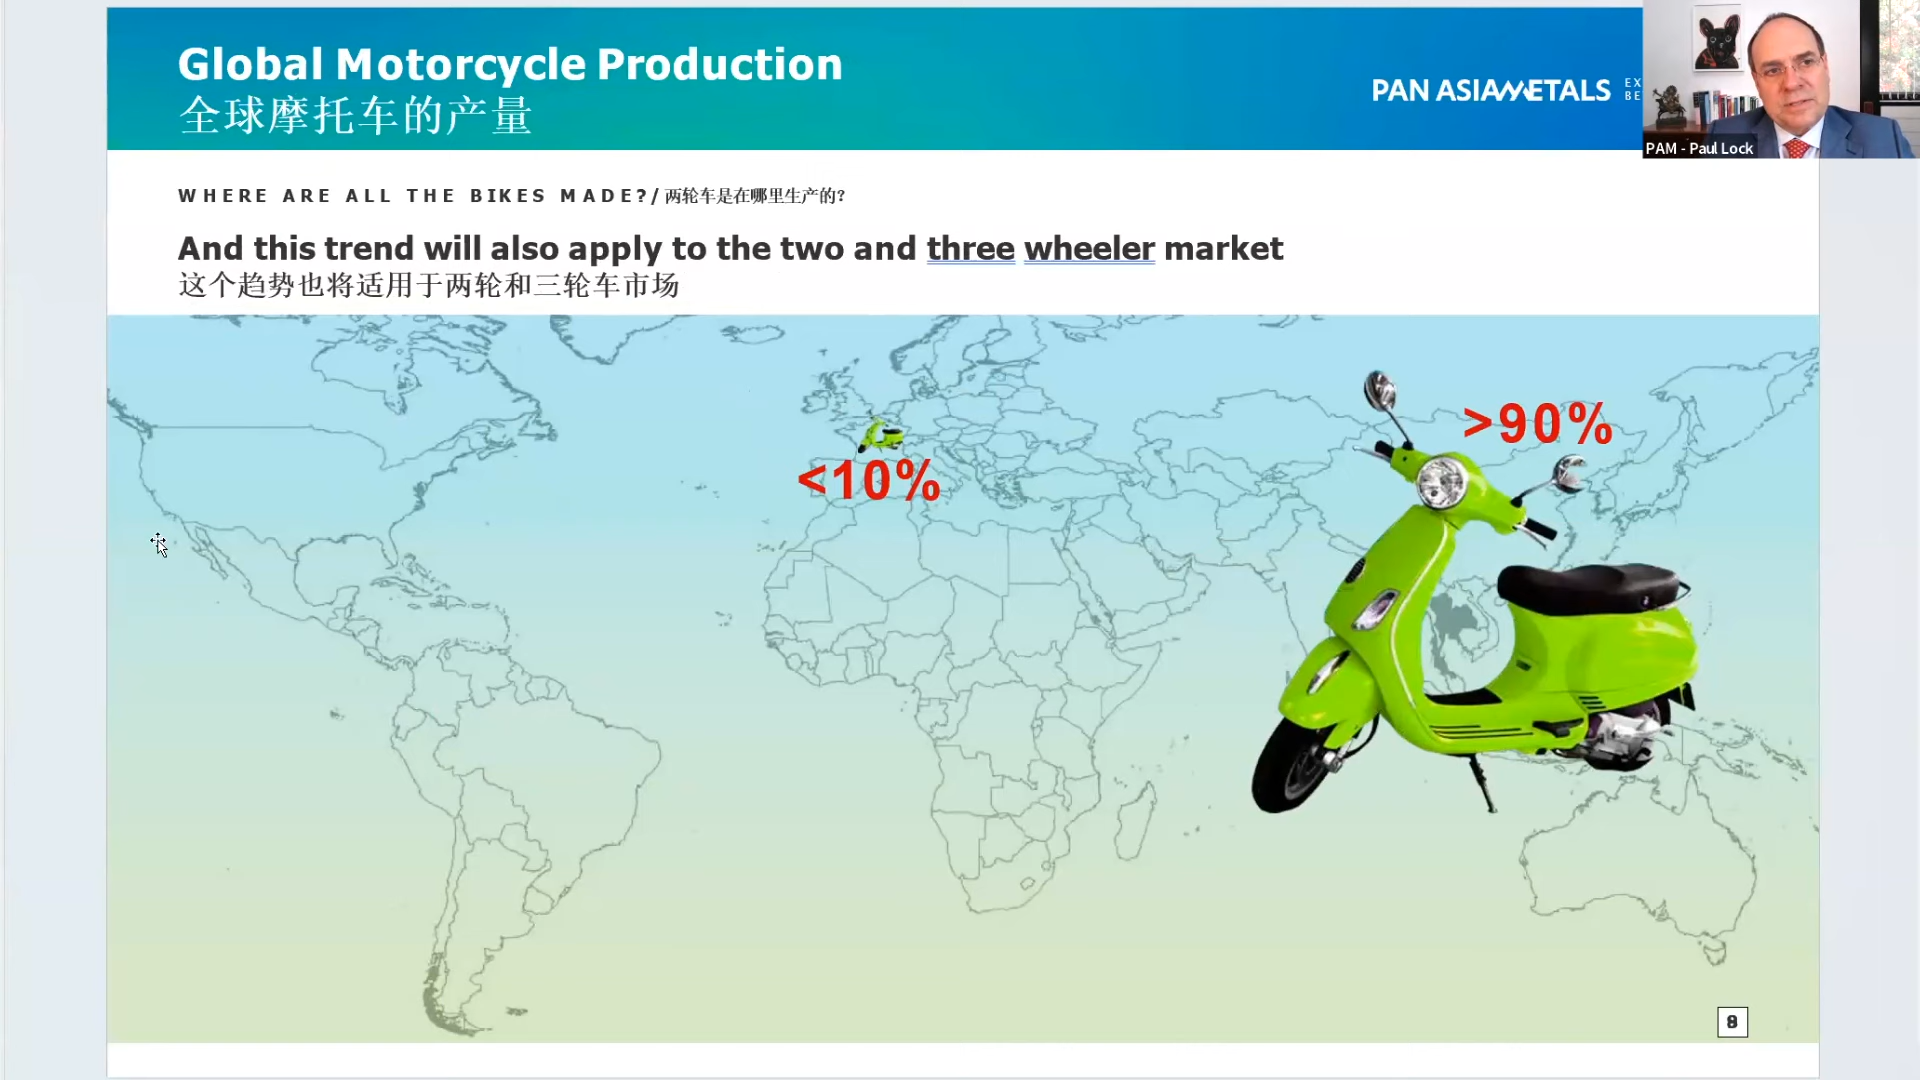 Global Motorcycle Production
全球摩托车的产量
PAN ASIA METALS
EX
BE
PAM - Paul Lock
WHERE ARE ALL THE BIKES MADE?/ 两轮车是在哪里生产的?
And this trend will also apply to the two and three wheeler market
这个趋势也将适用于两轮和三轮车市场
>90%
<10%
8